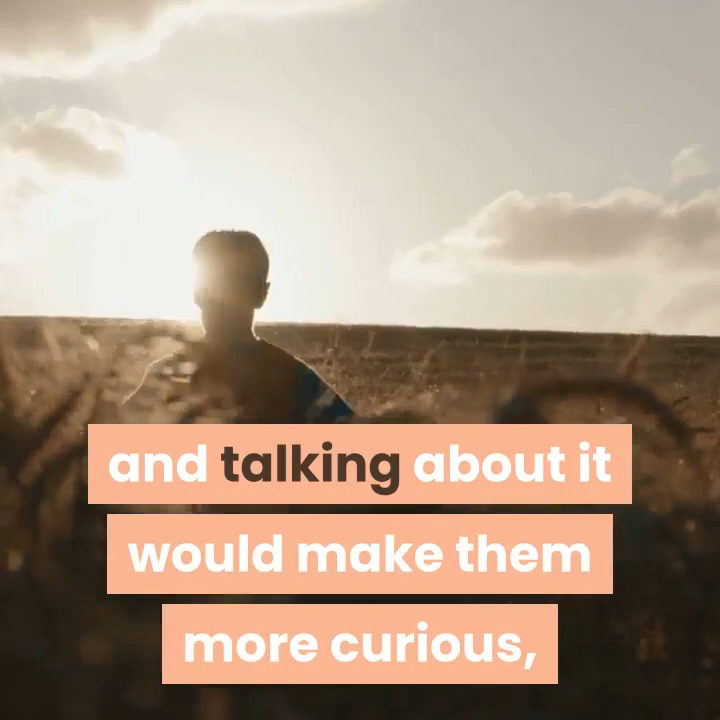 and talking about it
would make them
more curious,